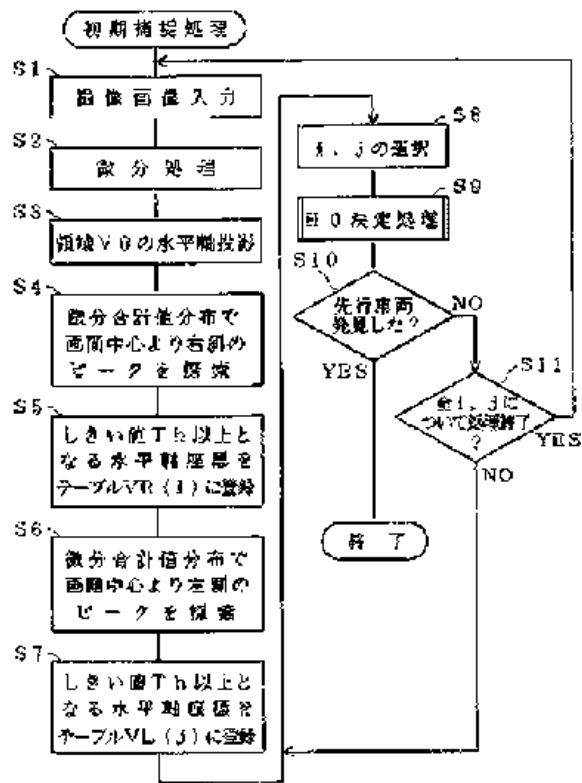 初期捕捉処理
S1
撮像画像入力
S2
微分処理
S3
領域V0の水平軸投影
S4
微分合計値分布で
画面中心より右側の
ピークを探索
S5
しきい値Th以上と
なる水平軸座標を
テーブルVR(i)に登録
S6
微分合計値分布で
画面中心より左側の
ピークを探索
S7
しきい値Th以上と
なる水平軸座標を
テーブルVL(j)に登録
S8
i，jの選択
S9
H0決定処理
S10
先行車両
発見した？
NO
YES
S11
全i，jに
ついて処理終了
？
YES
NO
終了